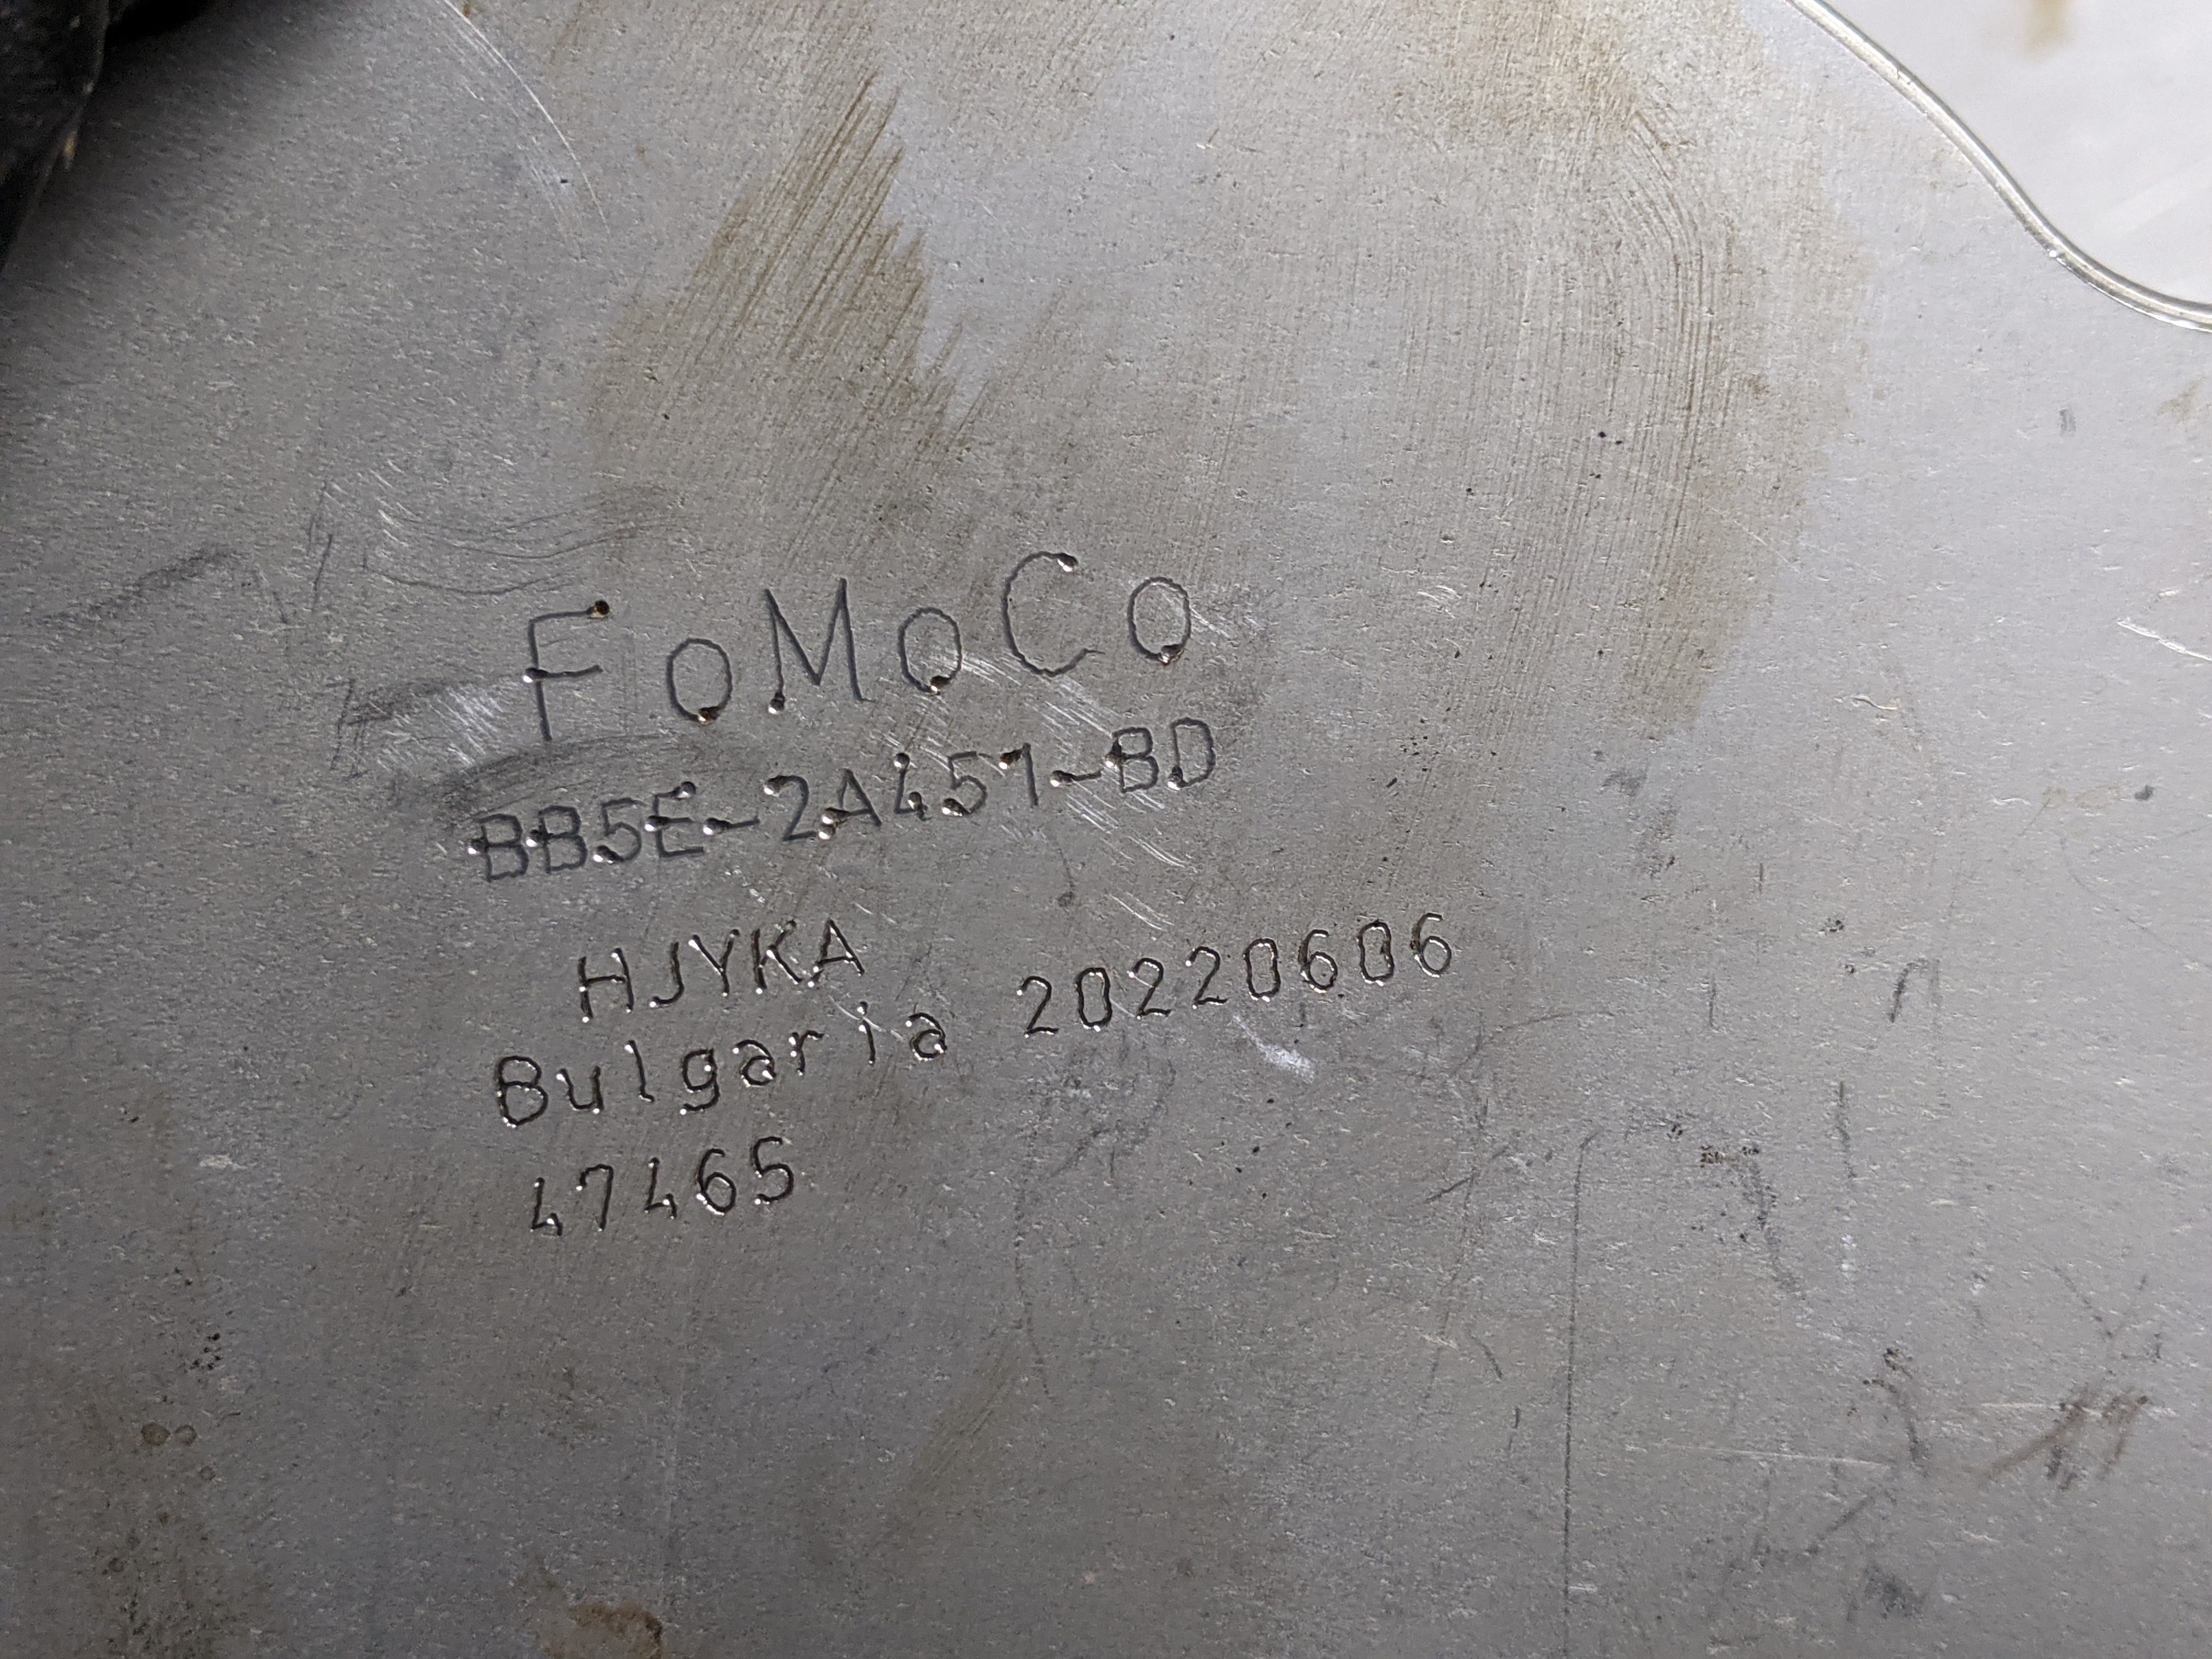 FoMoCo
BB5E-2A451-BD
HJYKA
Bulgaria 20220606
47465